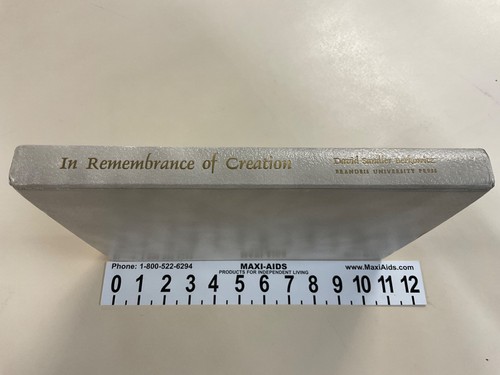 In Remembrance of Creation
David Sandler Berkowitz
BRANDEIS UNIVERSITY PRESS
Phone: 1-800-522-6294
MAXI-AIDS
www.MaxiAids.com
PRODUCTS FOR INDEPENDENT LIVING
0 1 2 3 4 5 6 7 8 9 10 11 12